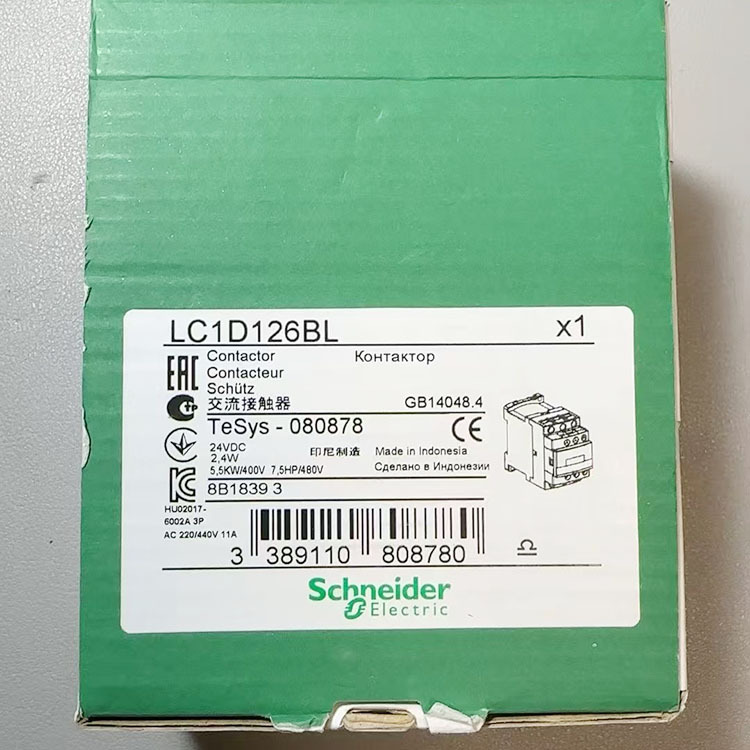 LC1D126BL x1
Contactor Контактор
Contacteur
Schütz
交流接触器 GB14048.4
TeSys - 080878
24VDC 印尼制造 Made in Indonesia
2,4W
5,5KW/400V 7,5HP/480V Сделано в Индонезии
8B1839 3
HU02017-
6002A 3P
AC 220/440V 11A
3 389110 808780
Schneider
Electric